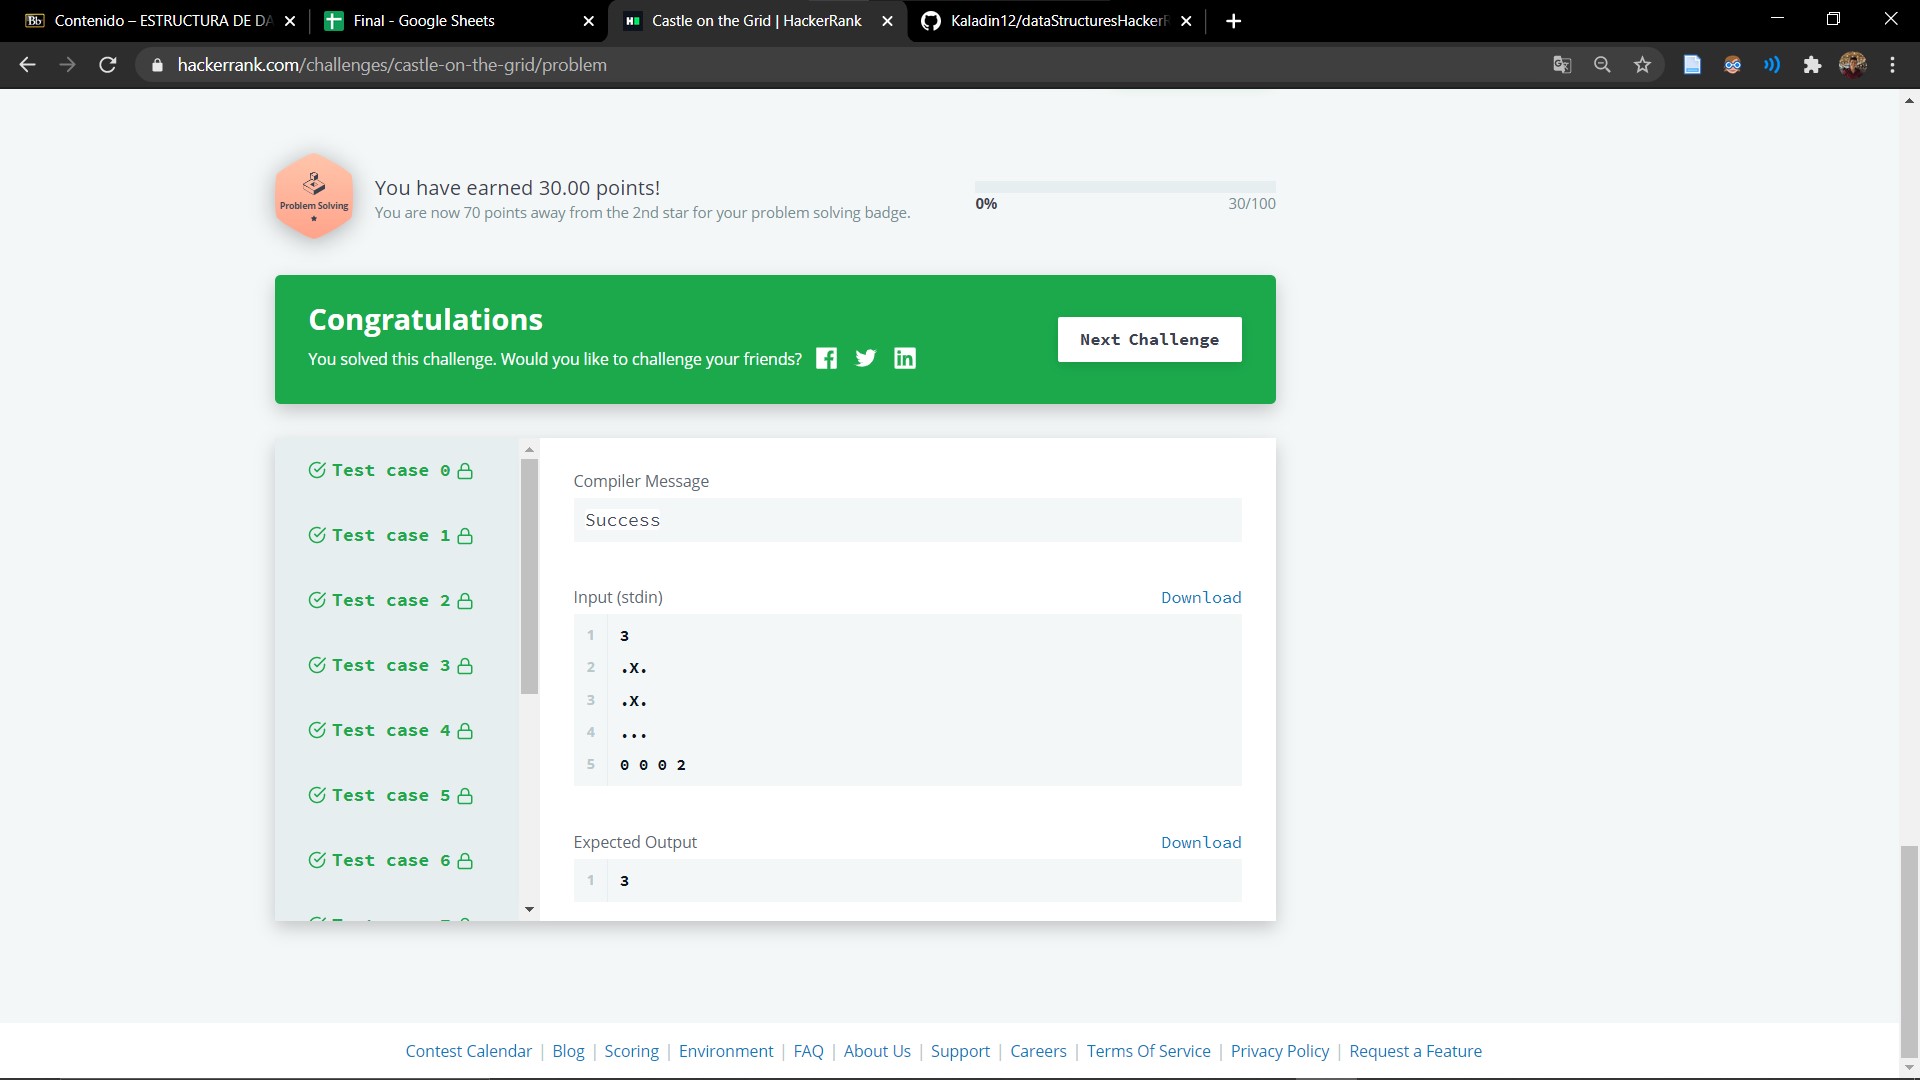 Contenido – ESTRUCTURA DE DA
Final - Google Sheets
Castle on the Grid | HackerRank
Kaladin12/dataStructuresHackerR
hackerrank.com/challenges/castle-on-the-grid/problem
Problem Solving
You have earned 30.00 points!
You are now 70 points away from the 2nd star for your problem solving badge.
0%
30/100
Congratulations
You solved this challenge. Would you like to challenge your friends?
Next Challenge
Test case 0
Test case 1
Test case 2
Test case 3
Test case 4
Test case 5
Test case 6
Compiler Message
Success
Input (stdin)
Download
1 3
2 .X.
3 .X.
4 ...
5 0 0 0 2
Expected Output
Download
1 3
Contest Calendar | Blog | Scoring | Environment | FAQ | About Us | Support | Careers | Terms Of Service | Privacy Policy | Request a Feature